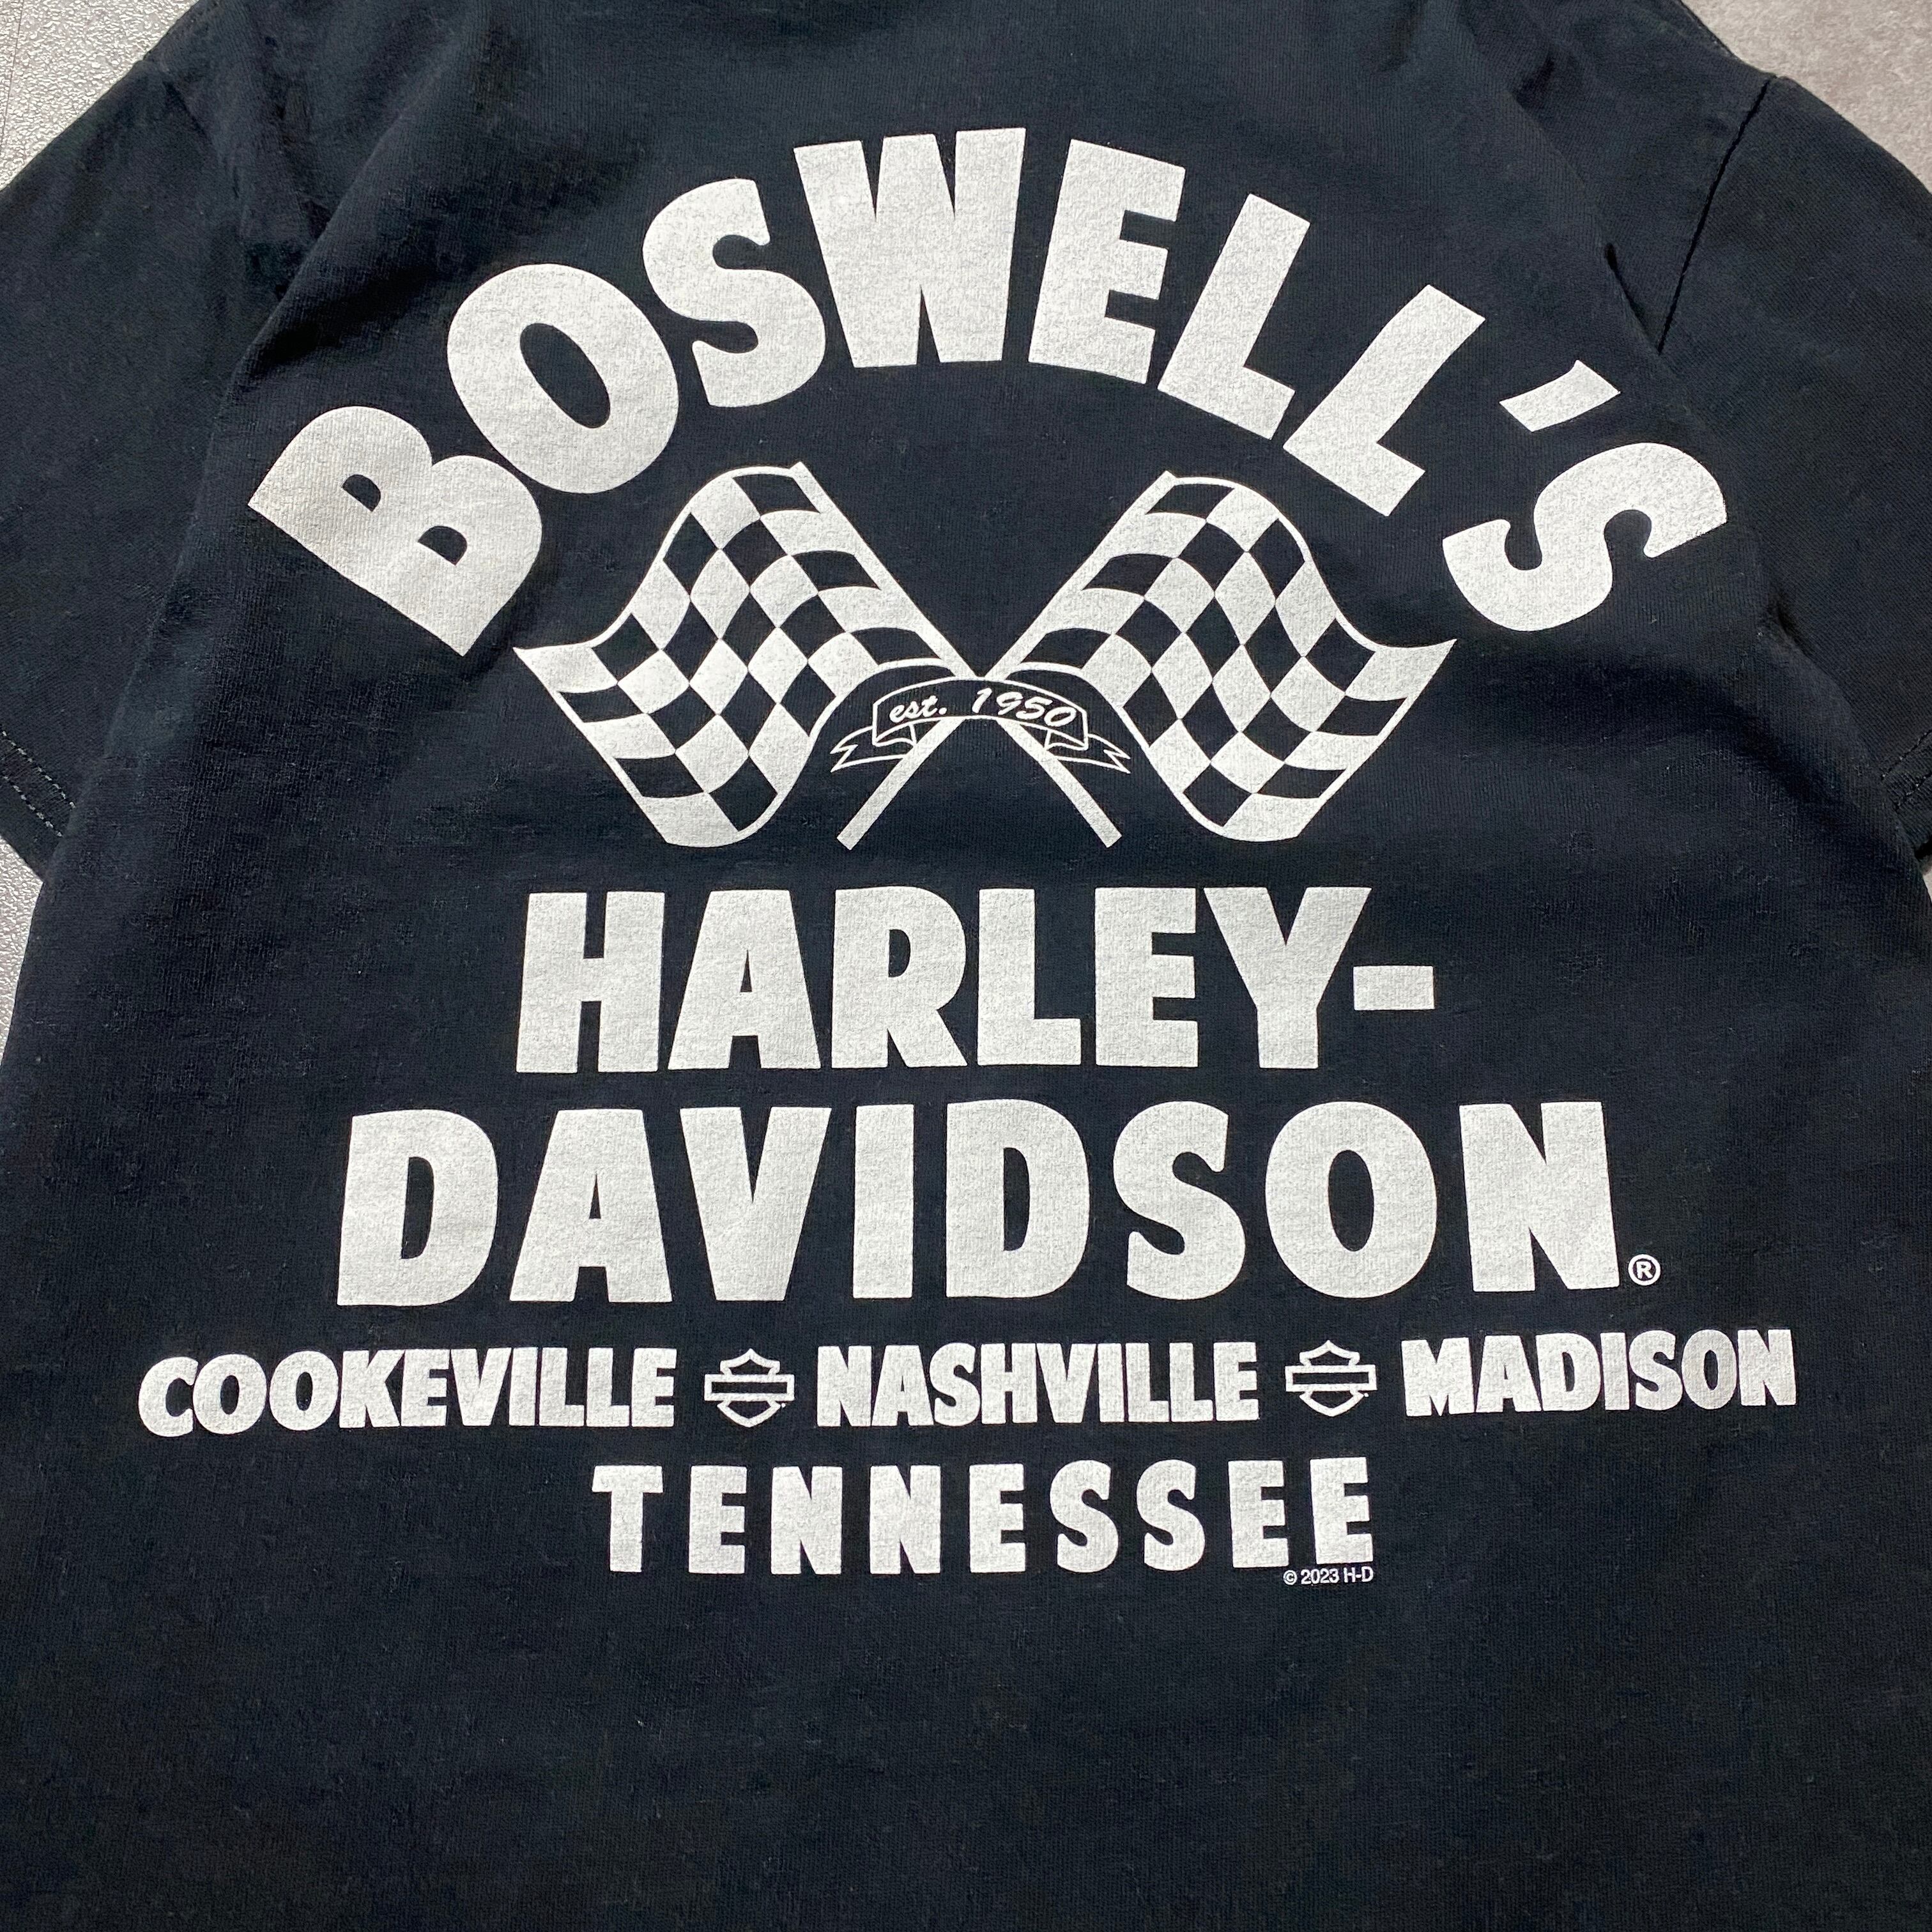 BOSWELL'S
est. 1950
HARLEY-
DAVIDSON®
COOKEVILLE NASHVILLE MADISON
TENNESSEE
© 2023 H-D